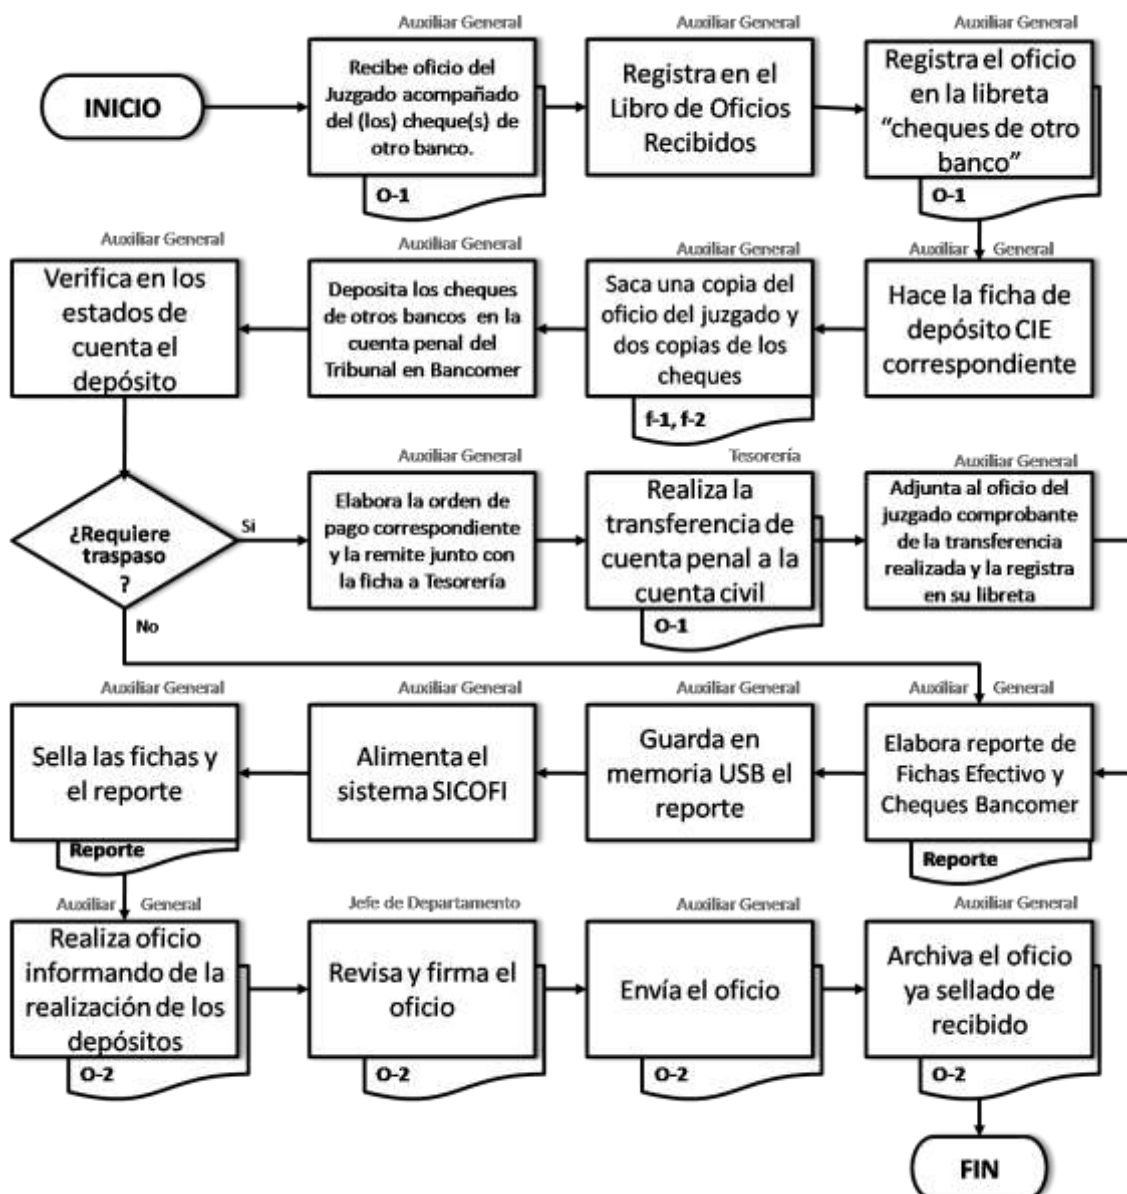 INICIO
Auxiliar General
Recibe oficio del
Juzgado acompañado
del (los) cheque(s) de
otro banco.
O-1
Auxiliar General
Registra en el
Libro de Oficios
Recibidos
Auxiliar General
Registra el oficio
en la libreta
“cheques de otro
banco”
O-1
Auxiliar General
Hace la ficha de
depósito CIE
correspondiente
Auxiliar General
Saca una copia del
oficio del juzgado y
dos copias de los
cheques
f-1, f-2
Auxiliar General
Deposita los cheques
de otros bancos en la
cuenta penal del
Tribunal en Bancomer
Auxiliar General
Verifica en los
estados de
cuenta el
depósito
¿Requiere
traspaso
?
Si
No
Auxiliar General
Elabora la orden de
pago correspondiente
y la remite junto con
la ficha a Tesorería
Tesorería
Realiza la
transferencia de
cuenta penal a la
cuenta civil
O-1
Auxiliar General
Adjunta al oficio del
juzgado comprobante
de la transferencia
realizada y la registra
en su libreta
Auxiliar General
Elabora reporte de
Fichas Efectivo y
Cheques Bancomer
Reporte
Auxiliar General
Guarda en
memoria USB el
reporte
Auxiliar General
Alimenta el
sistema SICOFI
Auxiliar General
Sella las fichas y
el reporte
Reporte
Auxiliar General
Realiza oficio
informando de la
realización de los
depósitos
O-2
Jefe de Departamento
Revisa y firma el
oficio
O-2
Auxiliar General
Envía el oficio
O-2
Auxiliar General
Archiva el oficio
ya sellado de
recibido
O-2
FIN